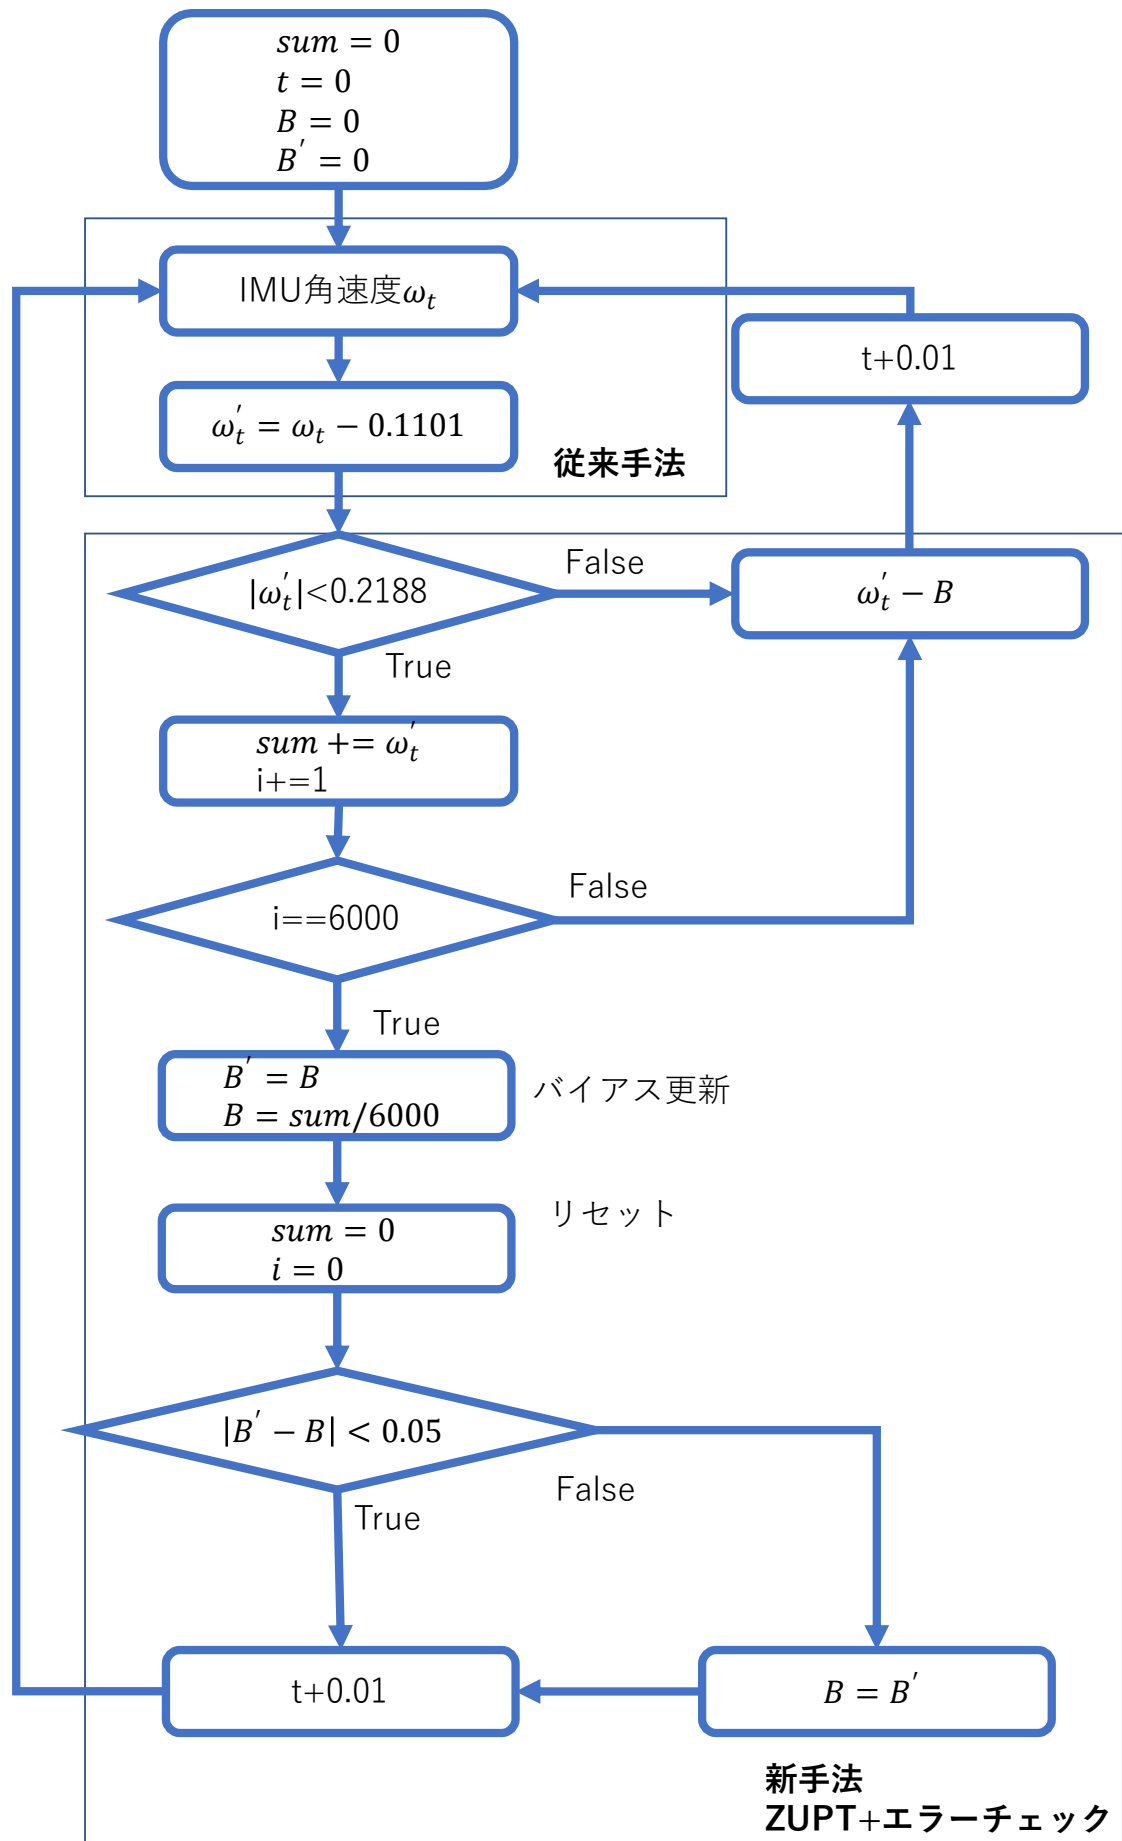 sum = 0
t = 0
B = 0
B′ = 0
IMU角速度ω_t
t+0.01
ω′_t = ω_t − 0.1101
従来手法
|ω′_t|<0.2188
False
ω′_t − B
True
sum += ω′_t
i+=1
i==6000
False
True
B′ = B
B = sum/6000
バイアス更新
リセット
sum = 0
i = 0
|B′ − B| < 0.05
False
True
t+0.01
B = B′
新手法
ZUPT+エラーチェック